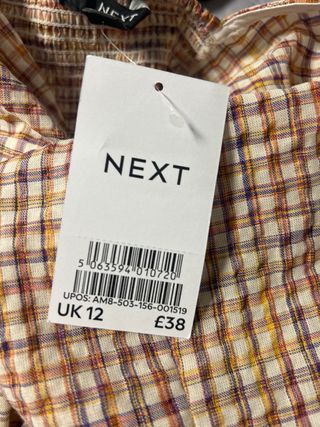 NEXT
NEXT
5 063594 010720
UPOS: AM8-503-156-001519
UK 12 £38